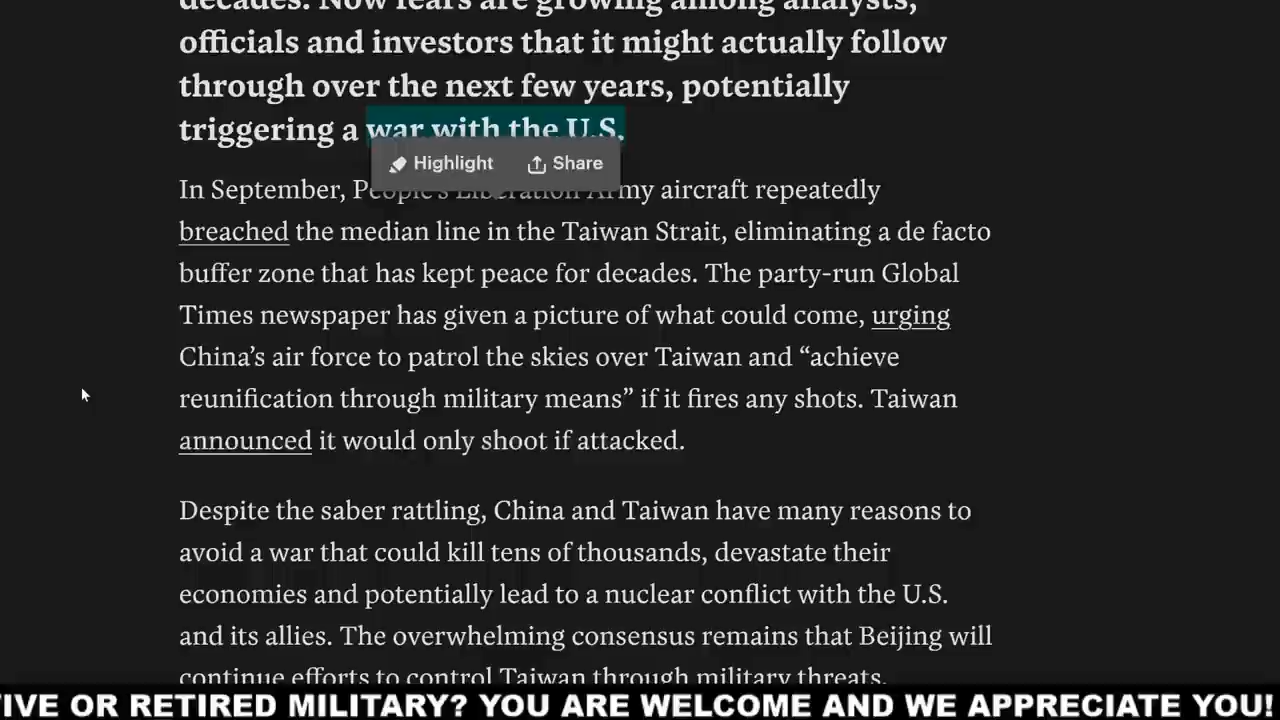 decades. Now fears are growing among analysts,
officials and investors that it might actually follow
through over the next few years, potentially
triggering a war with the U.S.
Highlight Share
In September, People's Liberation Army aircraft repeatedly
breached the median line in the Taiwan Strait, eliminating a de facto
buffer zone that has kept peace for decades. The party-run Global
Times newspaper has given a picture of what could come, urging
China’s air force to patrol the skies over Taiwan and “achieve
reunification through military means” if it fires any shots. Taiwan
announced it would only shoot if attacked.
Despite the saber rattling, China and Taiwan have many reasons to
avoid a war that could kill tens of thousands, devastate their
economies and potentially lead to a nuclear conflict with the U.S.
and its allies. The overwhelming consensus remains that Beijing will
continue efforts to control Taiwan through military threats,
TIVE OR RETIRED MILITARY? YOU ARE WELCOME AND WE APPRECIATE YOU!